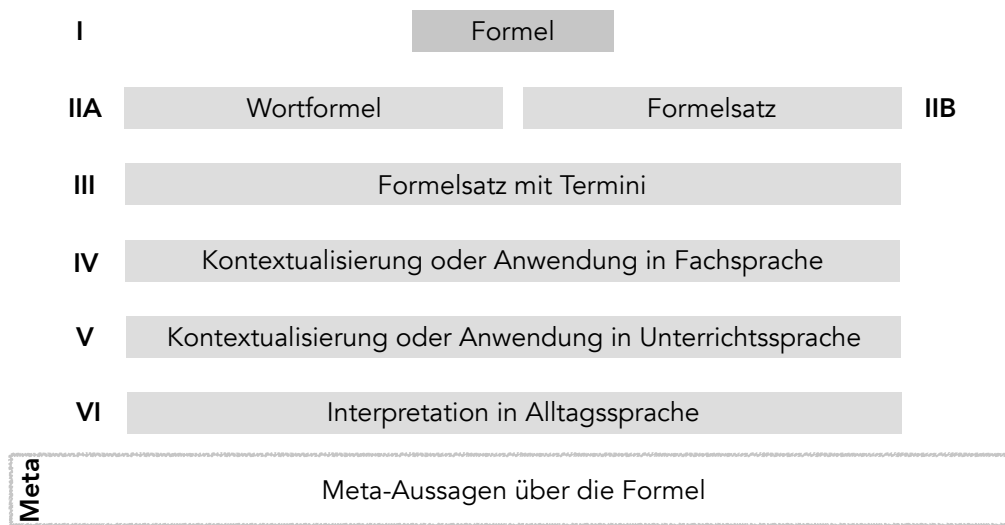 I Formel
IIA Wortformel Formelsatz IIB
III Formelsatz mit Termini
IV Kontextualisierung oder Anwendung in Fachsprache
V Kontextualisierung oder Anwendung in Unterrichtssprache
VI Interpretation in Alltagssprache
Meta Meta-Aussagen über die Formel